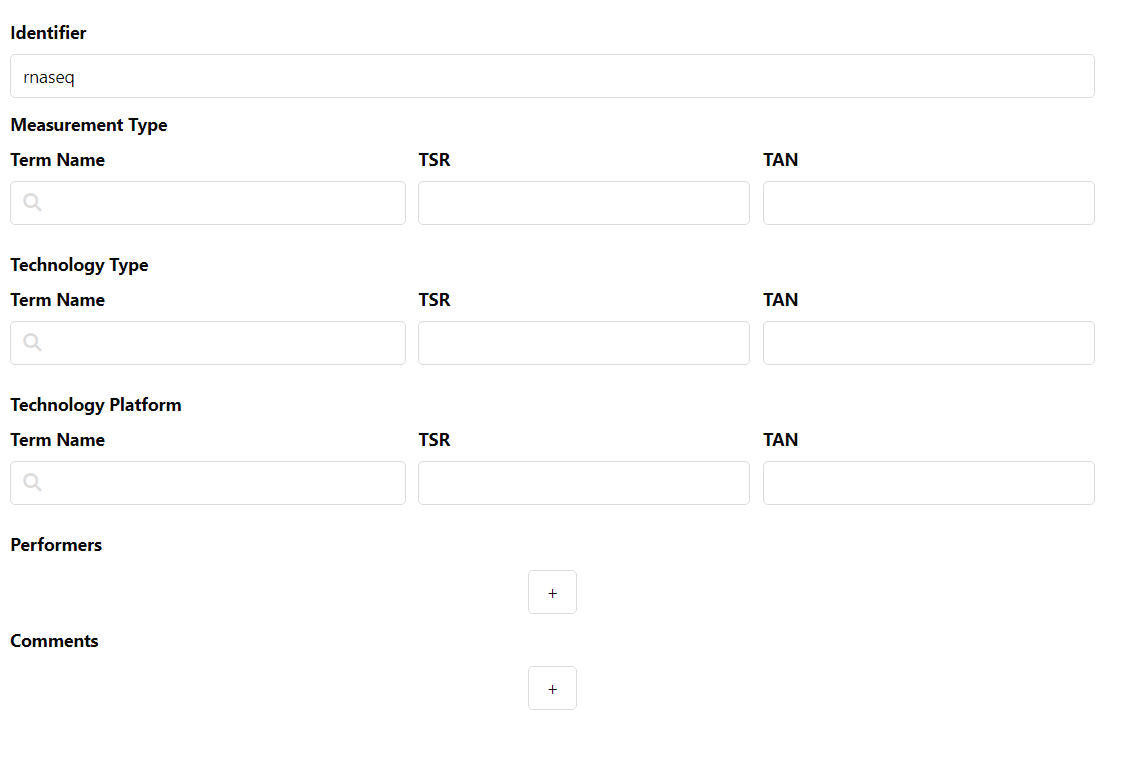 Identifier
rnaseq
Measurement Type
Term Name TSR TAN
Technology Type
Term Name TSR TAN
Technology Platform
Term Name TSR TAN
Performers
+
Comments
+